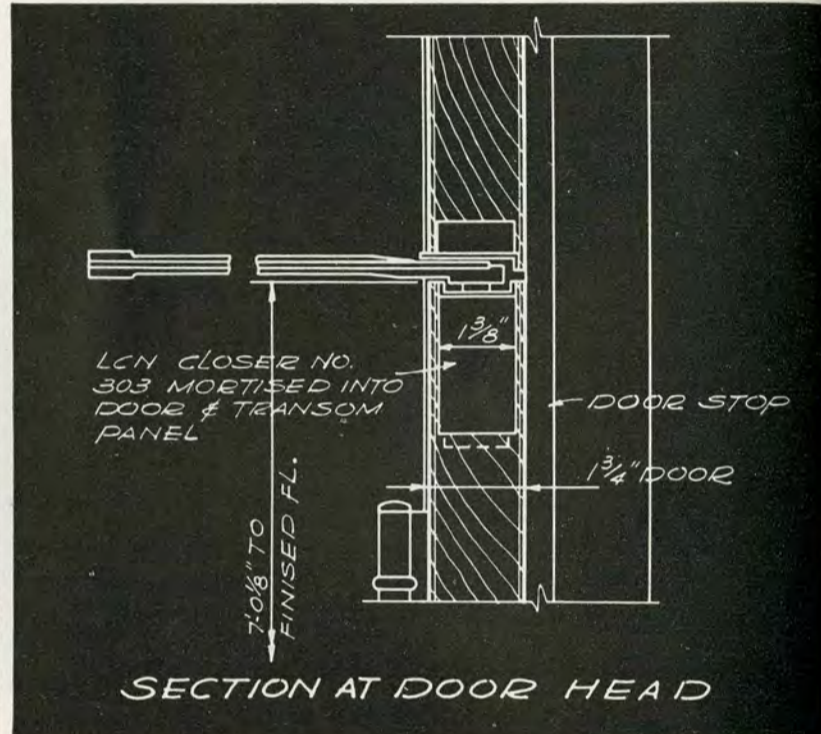 1 3/8"
LCN CLOSER NO.
303 MORTISED INTO
DOOR & TRANSOM
PANEL
DOOR STOP
1 3/4" DOOR
7'-0 1/8" TO
FINISED FL.
SECTION AT DOOR HEAD